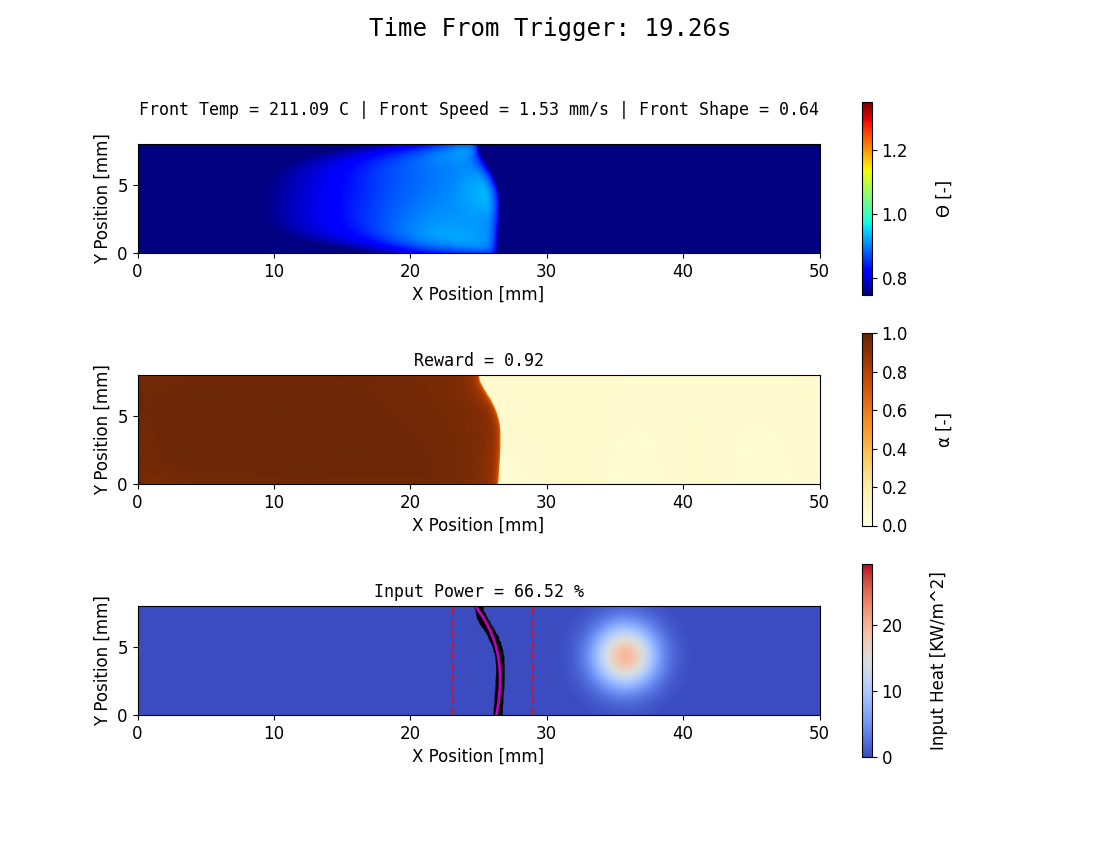 Time From Trigger: 19.26s
Front Temp = 211.09 C | Front Speed = 1.53 mm/s | Front Shape = 0.64
Y Position [mm]
5
0
0 10 20 30 40 50
X Position [mm]
1.2
1.0
0.8
Θ [-]
Reward = 0.92
Y Position [mm]
5
0
0 10 20 30 40 50
X Position [mm]
1.0
0.8
0.6
0.4
0.2
0.0
α [-]
Input Power = 66.52 %
Y Position [mm]
5
0
0 10 20 30 40 50
X Position [mm]
20
10
0
Input Heat [KW/m^2]